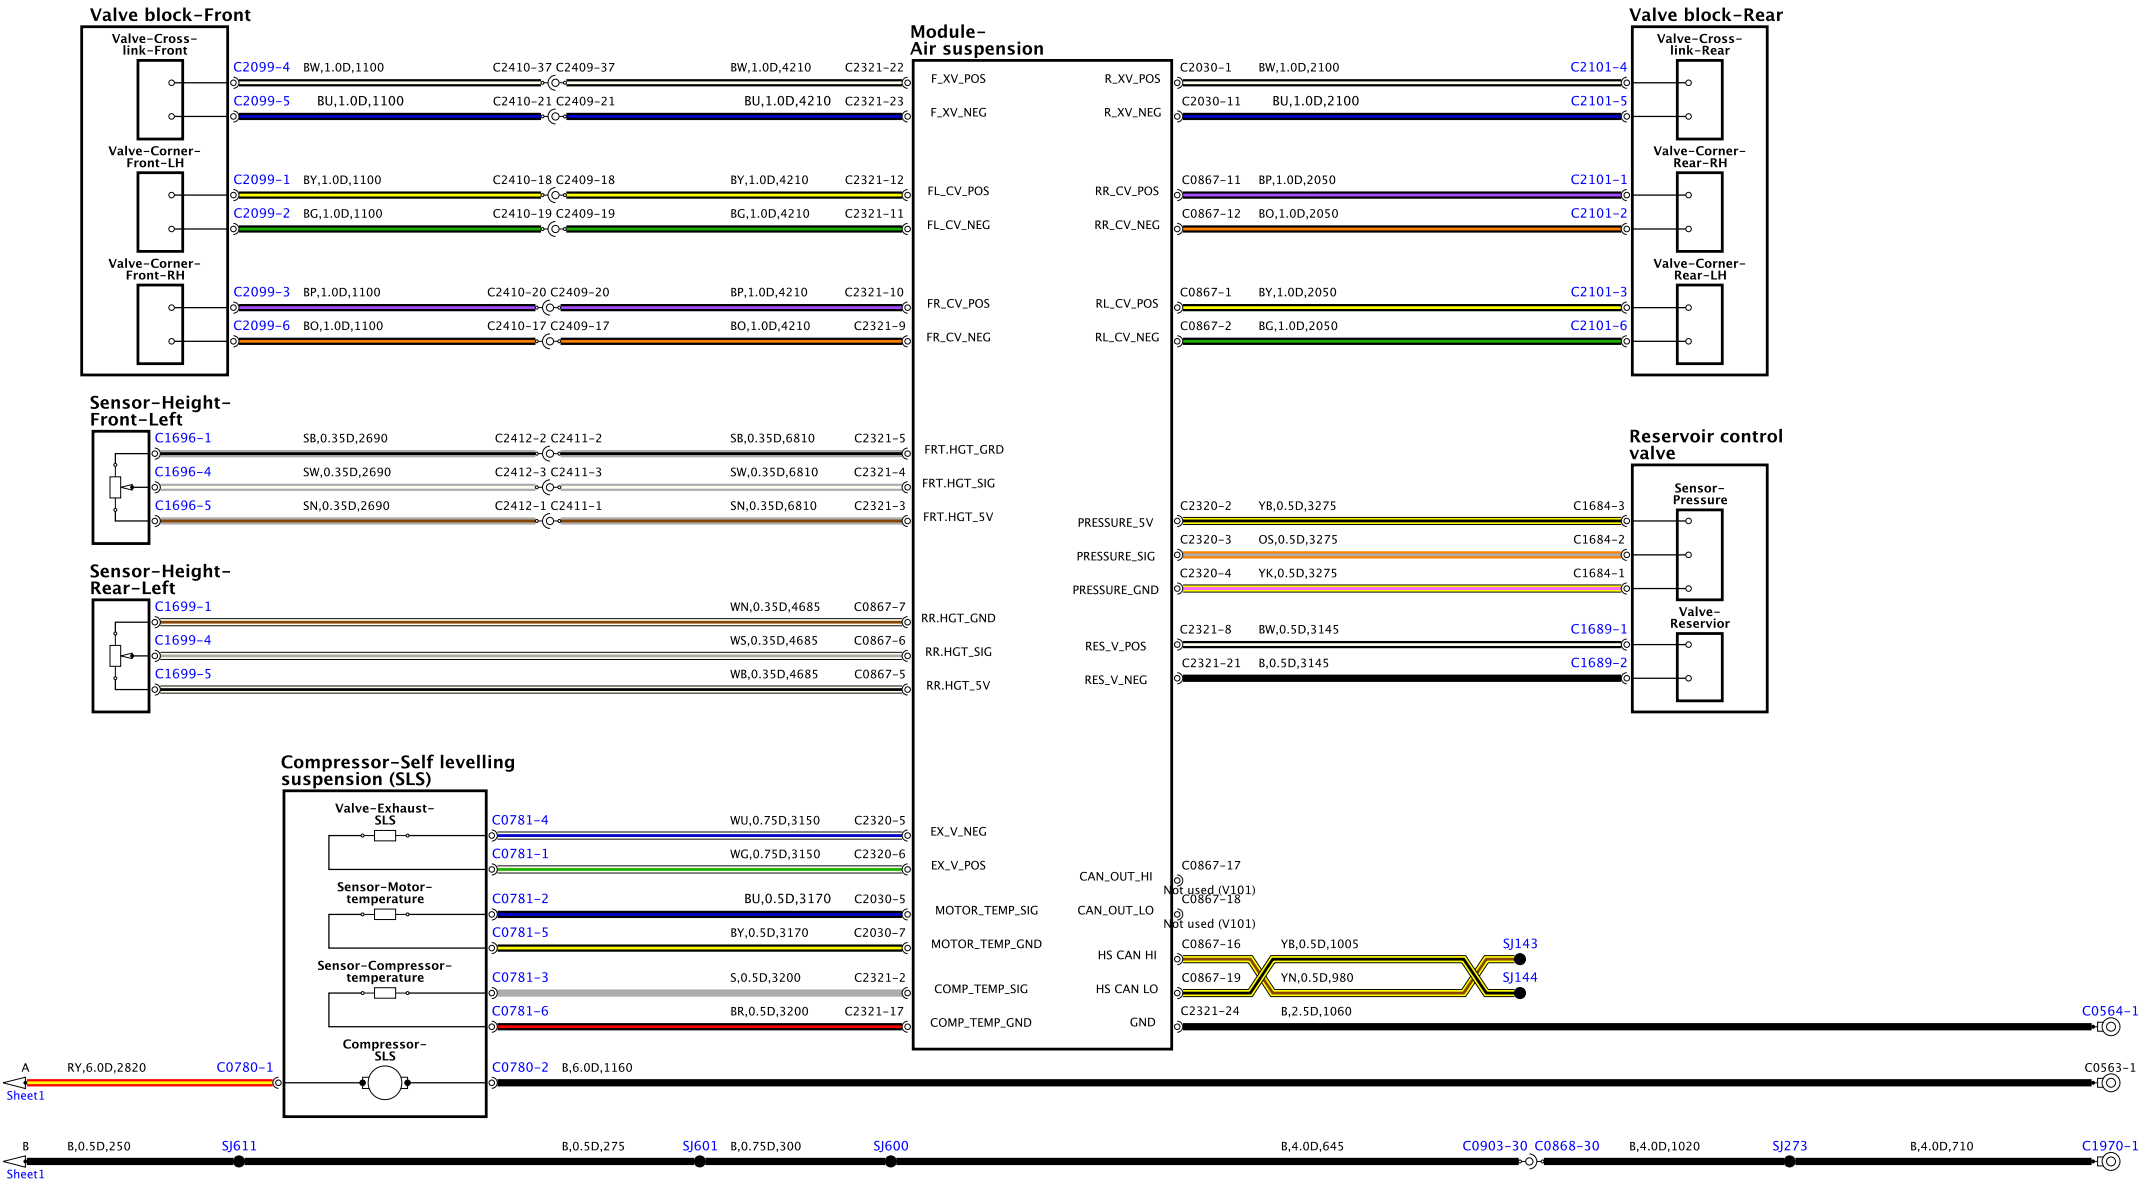 Valve block-Front
Valve-Cross-
link-Front
C2099-4 BW,1.0D,1100 C2410-37 C2409-37 BW,1.0D,4210 C2321-22
C2099-5 BU,1.0D,1100 C2410-21 C2409-21 BU,1.0D,4210 C2321-23
Valve-Corner-
Front-LH
C2099-1 BY,1.0D,1100 C2410-18 C2409-18 BY,1.0D,4210 C2321-12
C2099-2 BG,1.0D,1100 C2410-19 C2409-19 BG,1.0D,4210 C2321-11
Valve-Corner-
Front-RH
C2099-3 BP,1.0D,1100 C2410-20 C2409-20 BP,1.0D,4210 C2321-10
C2099-6 BO,1.0D,1100 C2410-17 C2409-17 BO,1.0D,4210 C2321-9
Sensor-Height-
Front-Left
C1696-1 SB,0.35D,2690 C2412-2 C2411-2 SB,0.35D,6810 C2321-5
C1696-4 SW,0.35D,2690 C2412-3 C2411-3 SW,0.35D,6810 C2321-4
C1696-5 SN,0.35D,2690 C2412-1 C2411-1 SN,0.35D,6810 C2321-3
Sensor-Height-
Rear-Left
C1699-1 WN,0.35D,4685 C0867-7
C1699-4 WS,0.35D,4685 C0867-6
C1699-5 WB,0.35D,4685 C0867-5
Compressor-Self levelling
suspension (SLS)
Valve-Exhaust-
SLS
C0781-4 WU,0.75D,3150 C2320-5
C0781-1 WG,0.75D,3150 C2320-6
Sensor-Motor-
temperature
C0781-2 BU,0.5D,3170 C2030-5
C0781-5 BY,0.5D,3170 C2030-7
Sensor-Compressor-
temperature
C0781-3 S,0.5D,3200 C2321-2
C0781-6 BR,0.5D,3200 C2321-17
Compressor-
SLS
Module-
Air suspension
F_XV_POS R_XV_POS
F_XV_NEG R_XV_NEG
FL_CV_POS RR_CV_POS
FL_CV_NEG RR_CV_NEG
FR_CV_POS RL_CV_POS
FR_CV_NEG RL_CV_NEG
FRT.HGT_GRD
FRT.HGT_SIG
FRT.HGT_5V PRESSURE_5V
PRESSURE_SIG
PRESSURE_GND
RR.HGT_GND
RR.HGT_SIG RES_V_POS
RR.HGT_5V RES_V_NEG
EX_V_NEG
EX_V_POS CAN_OUT_HI
MOTOR_TEMP_SIG CAN_OUT_LO
MOTOR_TEMP_GND HS CAN HI
COMP_TEMP_SIG HS CAN LO
COMP_TEMP_GND GND
Valve block-Rear
Valve-Cross-
link-Rear
C2030-1 BW,1.0D,2100 C2101-4
C2030-11 BU,1.0D,2100 C2101-5
Valve-Corner-
Rear-RH
C0867-11 BP,1.0D,2050 C2101-1
C0867-12 BO,1.0D,2050 C2101-2
Valve-Corner-
Rear-LH
C0867-1 BY,1.0D,2050 C2101-3
C0867-2 BG,1.0D,2050 C2101-6
Reservoir control
valve
Sensor-
Pressure
C2320-2 YB,0.5D,3275 C1684-3
C2320-3 OS,0.5D,3275 C1684-2
C2320-4 YK,0.5D,3275 C1684-1
Valve-
Reservior
C2321-8 BW,0.5D,3145 C1689-1
C2321-21 B,0.5D,3145 C1689-2
C0867-17
Not used (V101)
C0867-18
Not used (V101)
C0867-16 YB,0.5D,1005 SJ143
C0867-19 YN,0.5D,980 SJ144
C2321-24 B,2.5D,1060 C0564-1
A RY,6.0D,2820 C0780-1 C0780-2 B,6.0D,1160 C0563-1
Sheet1
B B,0.5D,250 SJ611 B,0.5D,275 SJ601 B,0.75D,300 SJ600 B,4.0D,645 C0903-30 C0868-30 B,4.0D,1020 SJ273 B,4.0D,710 C1970-1
Sheet1